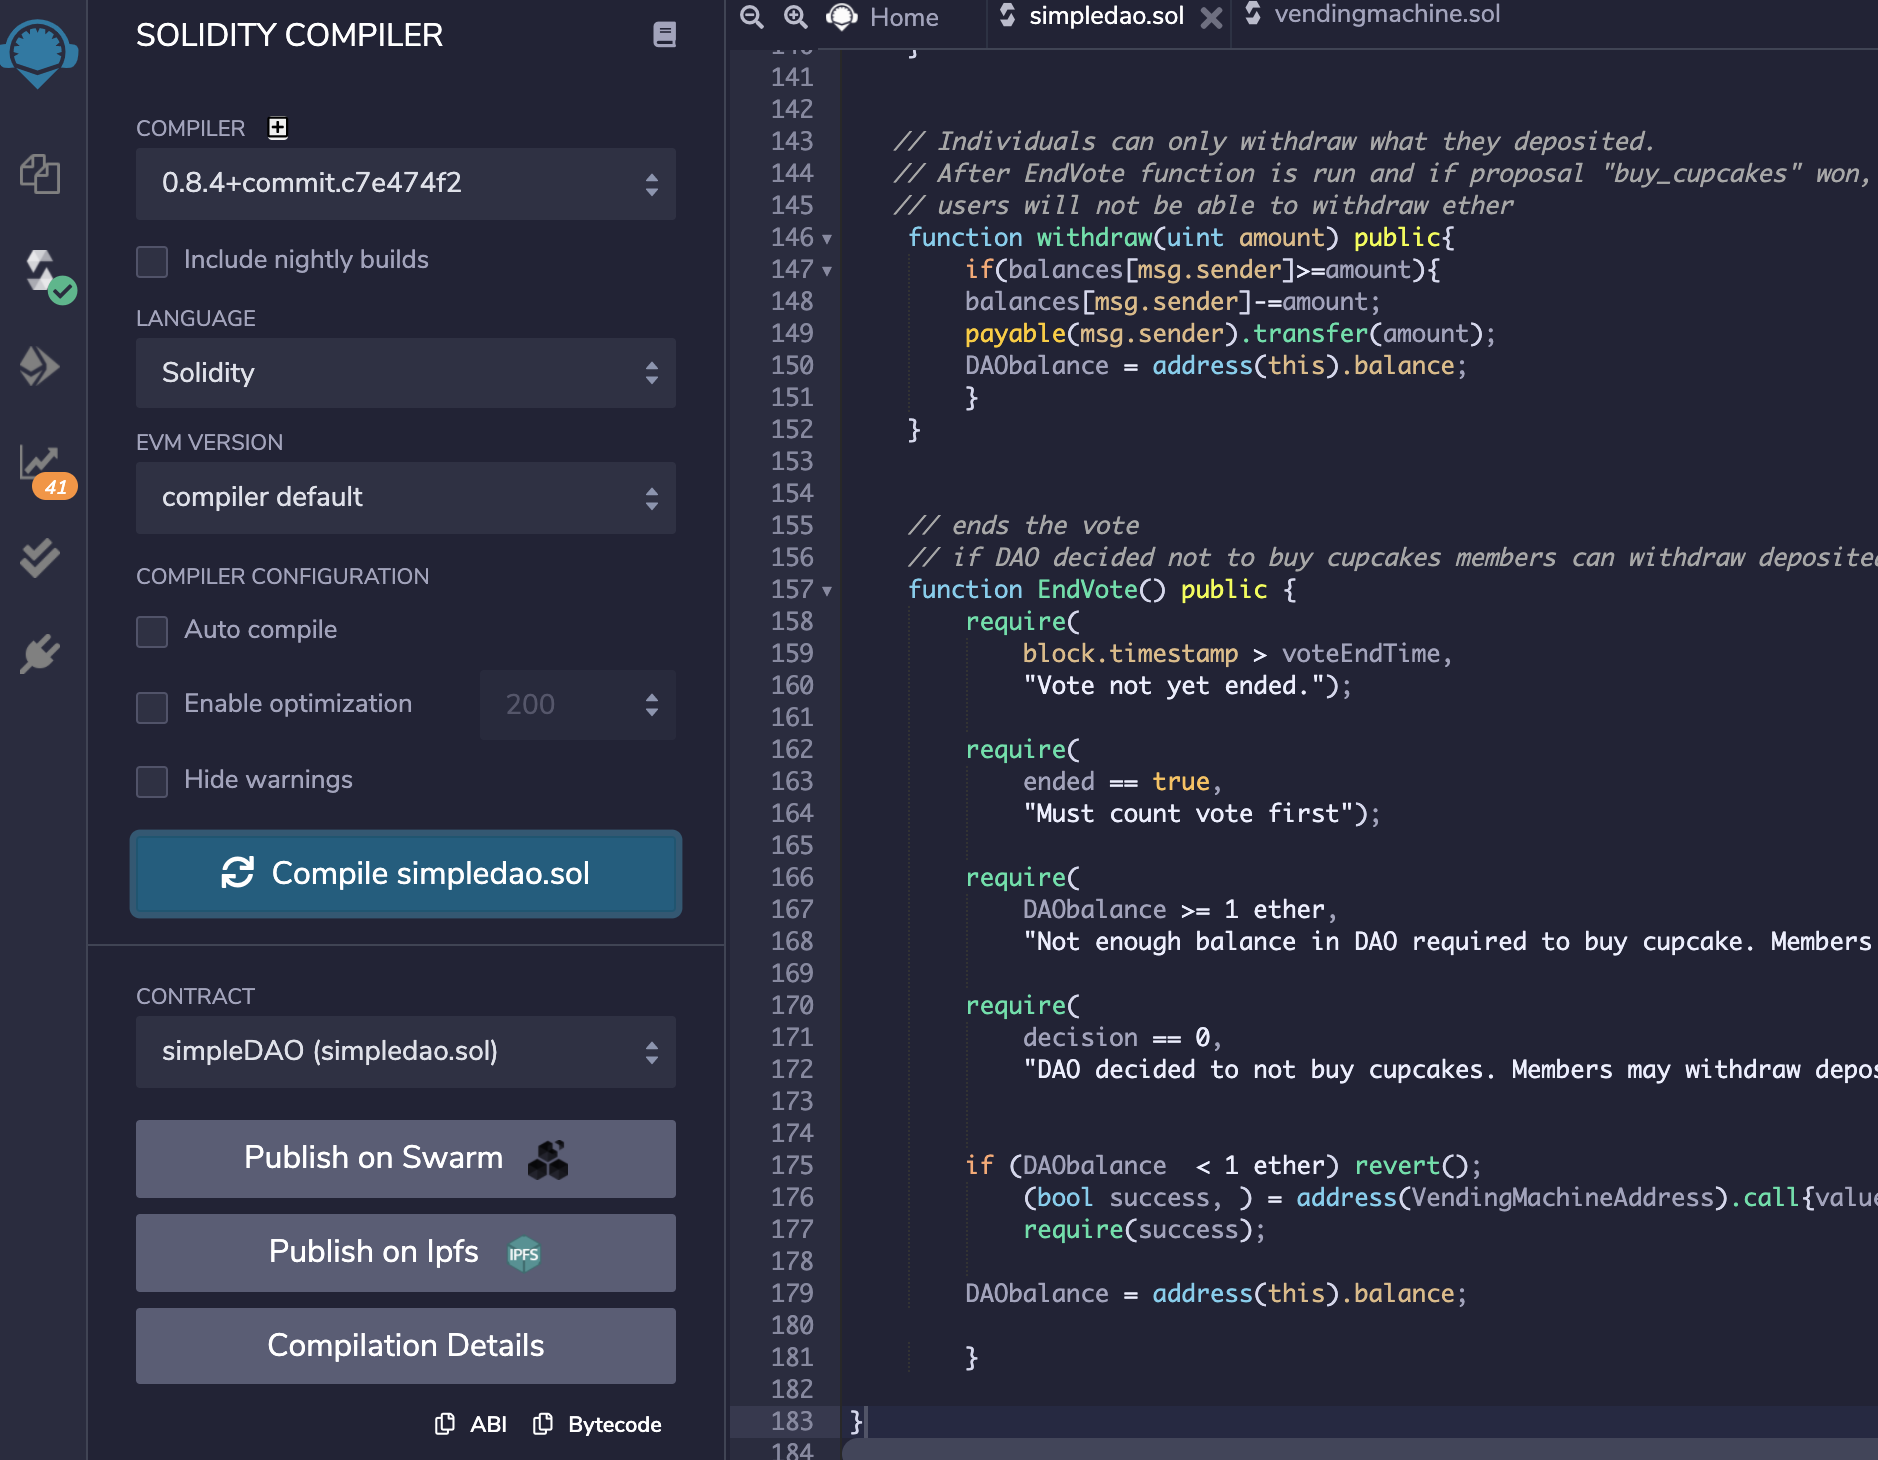 SOLIDITY COMPILER
COMPILER
0.8.4+commit.c7e474f2
Include nightly builds
LANGUAGE
Solidity
EVM VERSION
compiler default
COMPILER CONFIGURATION
Auto compile
Enable optimization
200
Hide warnings
Compile simpledao.sol
CONTRACT
simpleDAO (simpledao.sol)
Publish on Swarm
Publish on Ipfs
IPFS
Compilation Details
ABI
Bytecode
41
Home
simpledao.sol
vendingmachine.sol
140 }
141
142
143 // Individuals can only withdraw what they deposited.
144 // After EndVote function is run and if proposal "buy_cupcakes" won,
145 // users will not be able to withdraw ether
146 function withdraw(uint amount) public{
147 if(balances[msg.sender]>=amount){
148 balances[msg.sender]-=amount;
149 payable(msg.sender).transfer(amount);
150 DAObalance = address(this).balance;
151 }
152 }
153
154
155 // ends the vote
156 // if DAO decided not to buy cupcakes members can withdraw deposited
157 function EndVote() public {
158 require(
159 block.timestamp > voteEndTime,
160 "Vote not yet ended.");
161
162 require(
163 ended == true,
164 "Must count vote first");
165
166 require(
167 DAObalance >= 1 ether,
168 "Not enough balance in DAO required to buy cupcake. Members
169
170 require(
171 decision == 0,
172 "DAO decided to not buy cupcakes. Members may withdraw depos
173
174
175 if (DAObalance  < 1 ether) revert();
176 (bool success, ) = address(VendingMachineAddress).call{value
177 require(success);
178
179 DAObalance = address(this).balance;
180
181 }
182
183 }
184